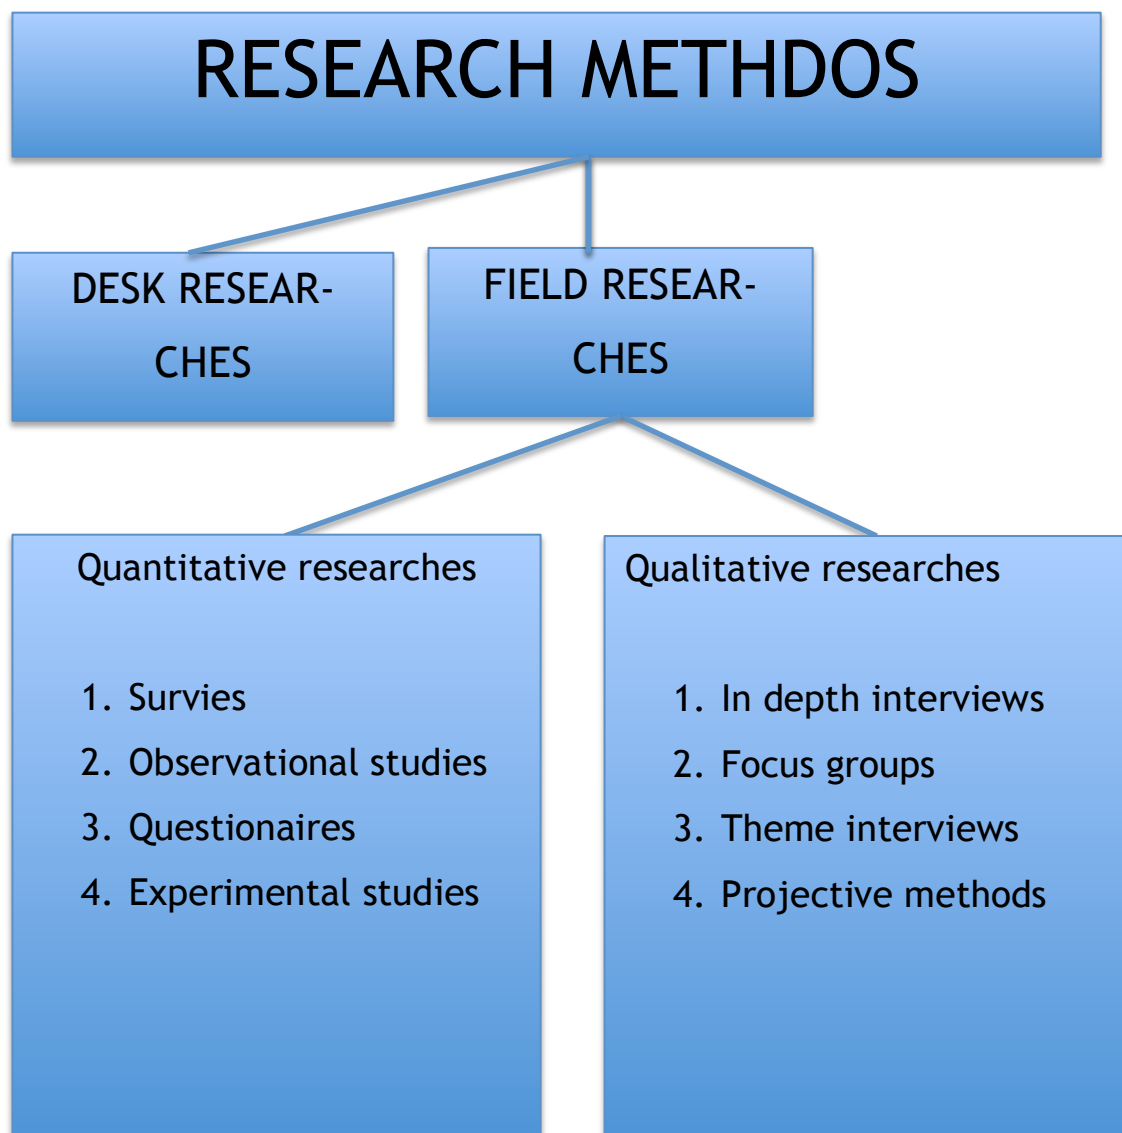 RESEARCH METHDOS
DESK RESEAR-
CHES
FIELD RESEAR-
CHES
Quantitative researches
1. Survies
2. Observational studies
3. Questionaires
4. Experimental studies
Qualitative researches
1. In depth interviews
2. Focus groups
3. Theme interviews
4. Projective methods